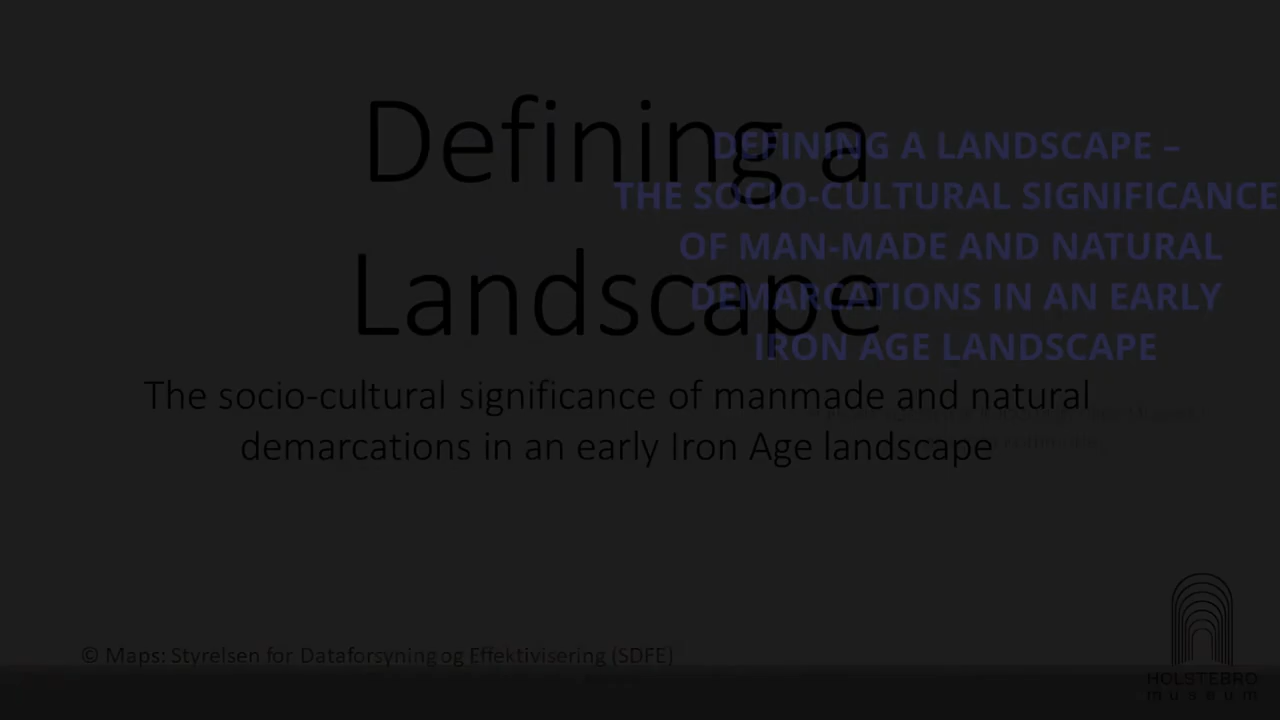 Defining a
Landscape
The socio-cultural significance of manmade and natural
demarcations in an early Iron Age landscape
DEFINING A LANDSCAPE –
THE SOCIO-CULTURAL SIGNIFICANCE
OF MAN-MADE AND NATURAL
DEMARCATIONS IN AN EARLY
IRON AGE LANDSCAPE
© Maps: Styrelsen for Dataforsyning og Effektivisering (SDFE)
HOLSTEBRO
museum